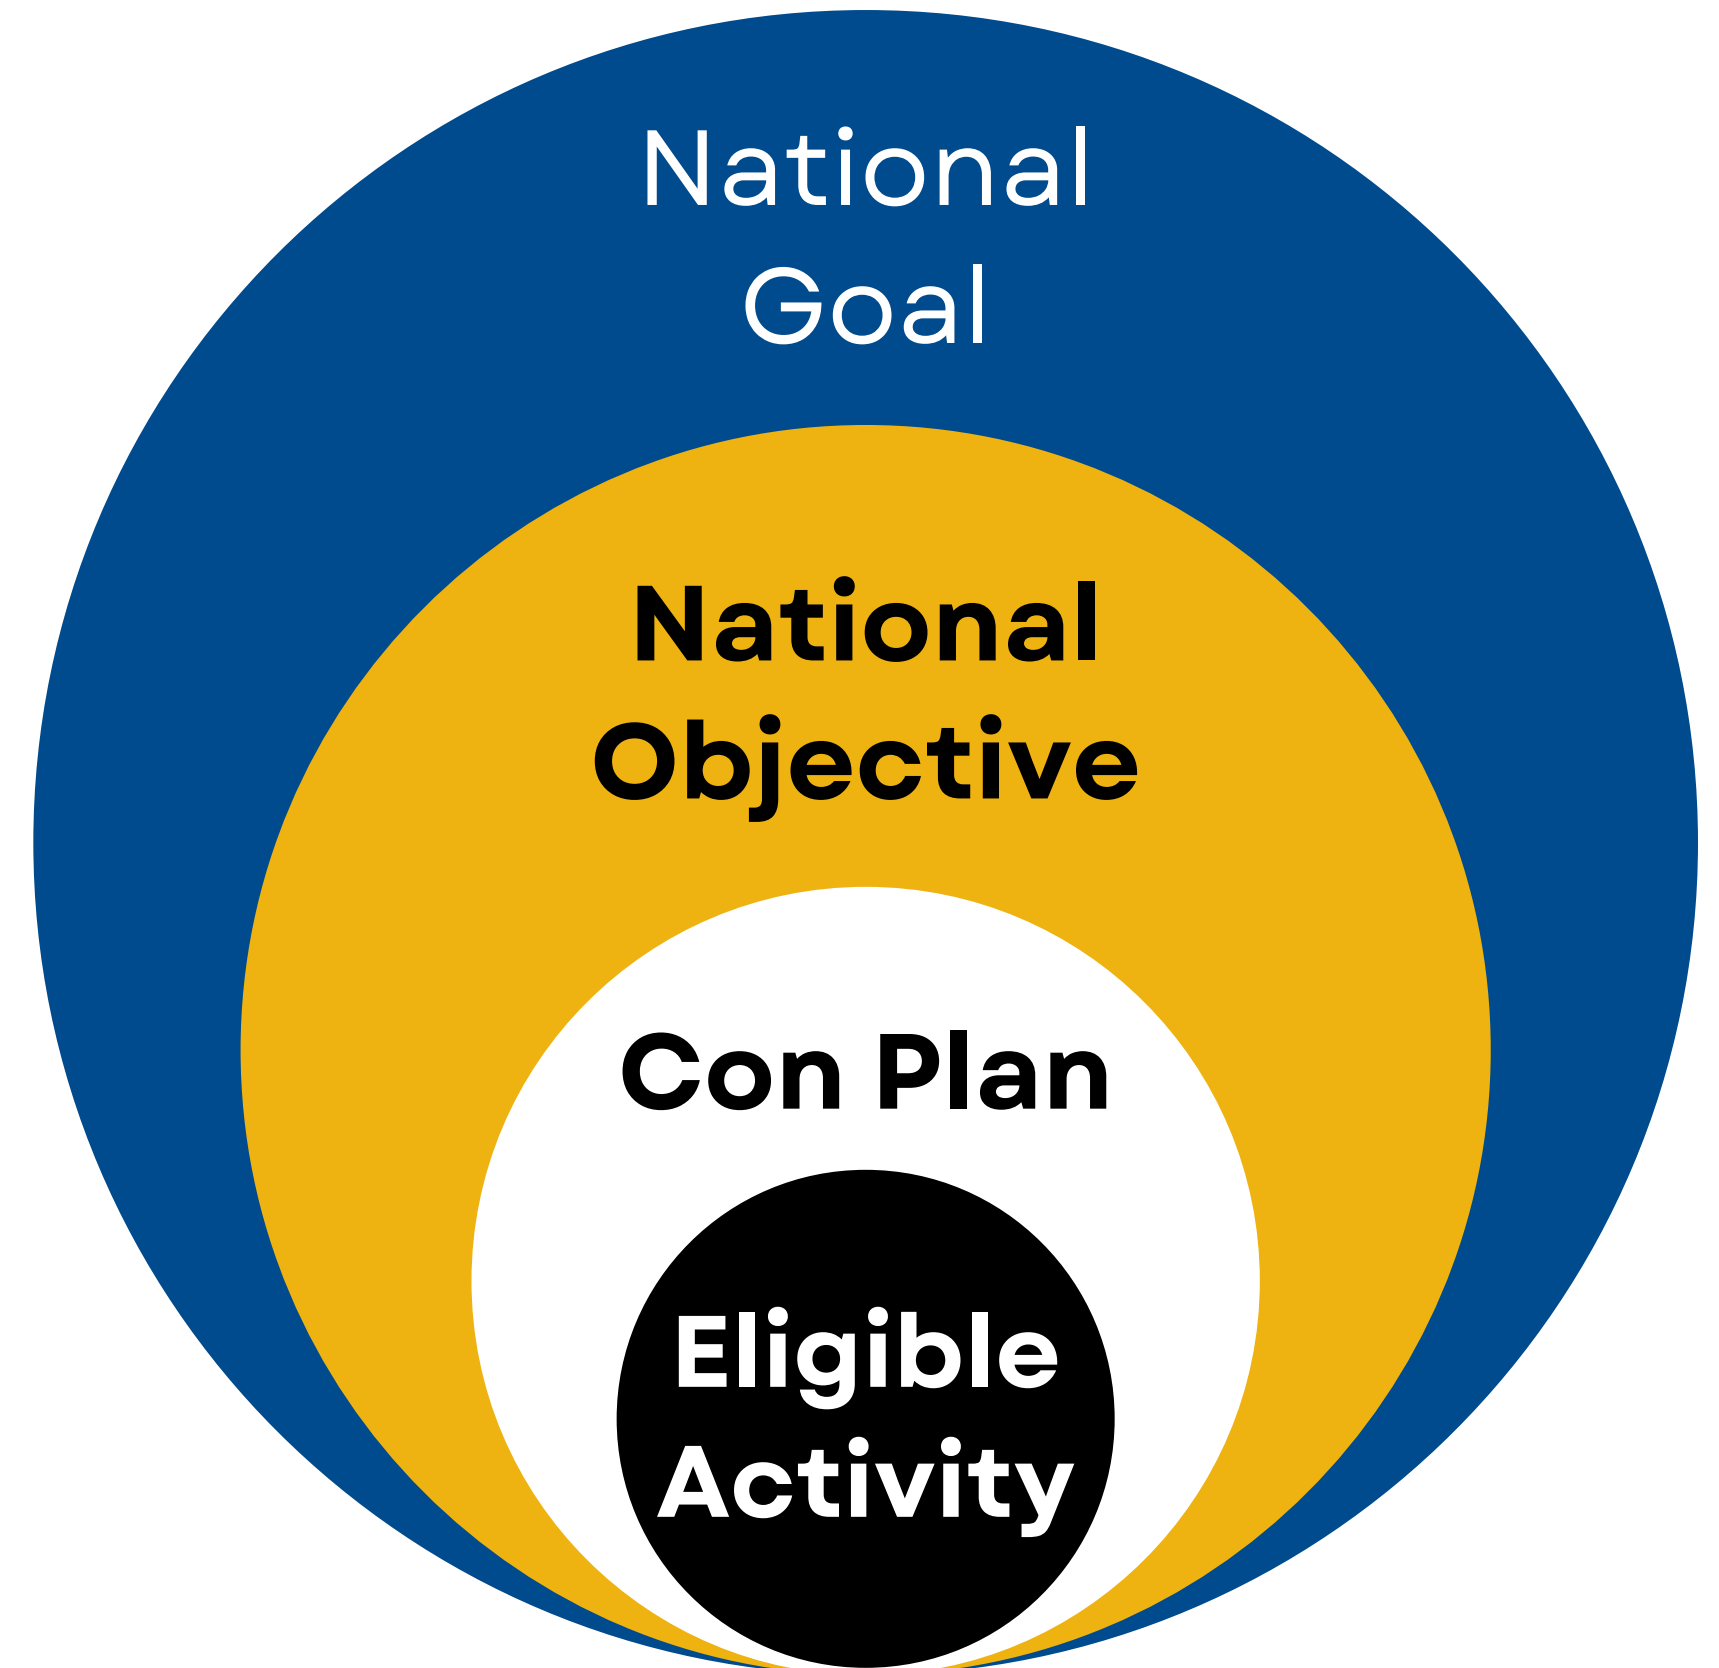 National
Goal
National
Objective
Con Plan
Eligible
Activity